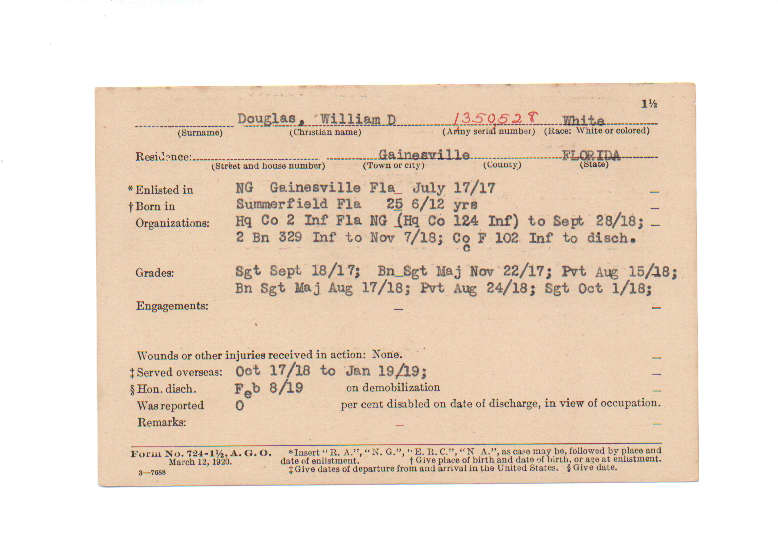 1½
Douglas, William D 1350528 White
(Surname) (Christian name) (Army serial number) (Race: White or colored)
Residence: Gainesville FLORIDA
(Street and house number) (Town or city) (County) (State)
* Enlisted in NG Gainesville Fla July 17/17
† Born in Summerfield Fla 25 6/12 yrs
Organizations: Hq Co 2 Inf Fla NG (Hq Co 124 Inf) to Sept 28/18;
2 Bn 329 Inf to Nov 7/18; Co F 102 Inf to disch.
Grades: Sgt Sept 18/17; Bn Sgt Maj Nov 22/17; Pvt Aug 15/18;
Bn Sgt Maj Aug 17/18; Pvt Aug 24/18; Sgt Oct 1/18;
Engagements: –
Wounds or other injuries received in action: None.
‡ Served overseas: Oct 17/18 to Jan 19/19;
§ Hon. disch. Feb 8/19 on demobilization
Was reported 0 per cent disabled on date of discharge, in view of occupation.
Remarks: –
Form No. 724-1½, A. G. O. * Insert "R. A.", "N. G.", "E. R. C.", "N A.", as case may be, followed by place and
March 12, 1920. date of enlistment. † Give place of birth and date of birth, or age at enlistment.
3—7688 ‡ Give dates of departure from and arrival in the United States. § Give date.